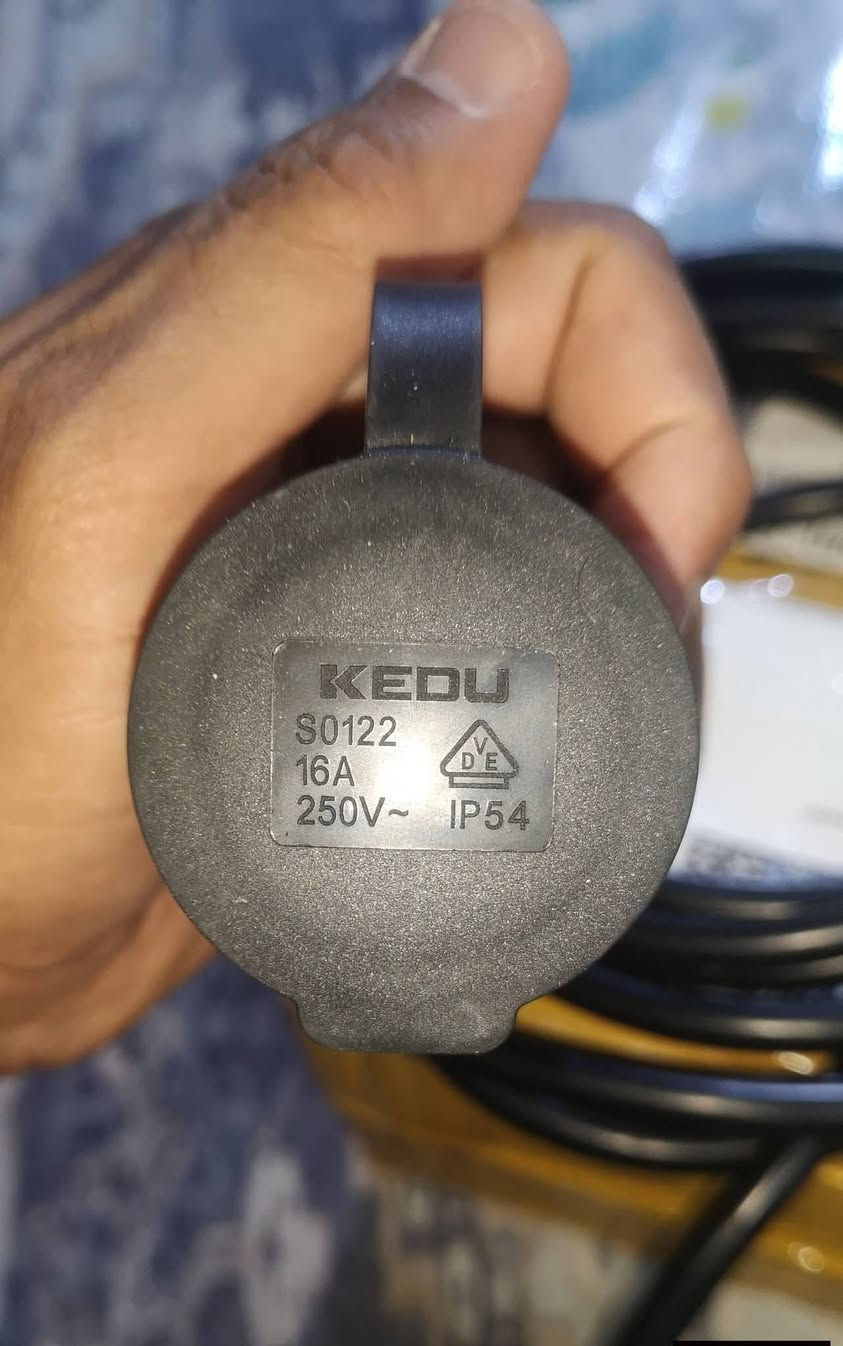 KEDU
S0122
16A
VDE
250V~ IP54